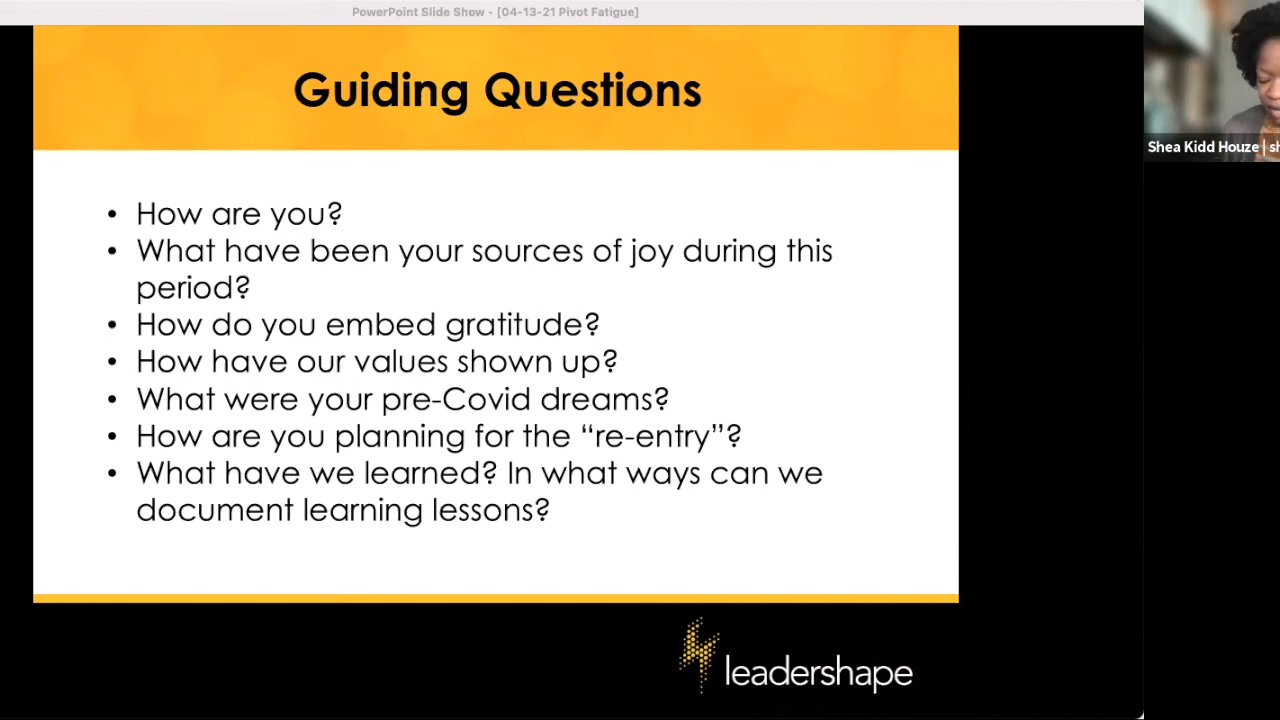 PowerPoint Slide Show - [04-13-21 Pivot Fatigue]
Guiding Questions
• How are you?
• What have been your sources of joy during this
period?
• How do you embed gratitude?
• How have our values shown up?
• What were your pre-Covid dreams?
• How are you planning for the “re-entry”?
• What have we learned? In what ways can we
document learning lessons?
Shea Kidd Houze | sh
leadershape